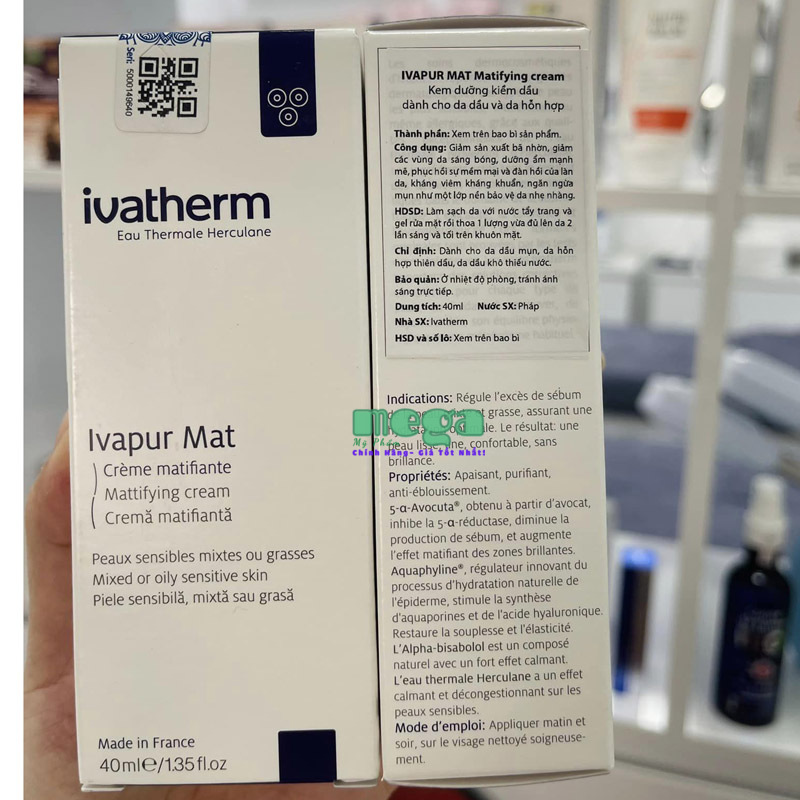 Seri: 5000149640
ivatherm
Eau Thermale Herculane
Ivapur Mat
Crème matifiante
Mattifying cream
Cremă matifiantă
Peaux sensibles mixtes ou grasses
Mixed or oily sensitive skin
Piele sensibilă, mixtă sau grasă
Made in France
40ml℮/1.35fl.oz
IVAPUR MAT Matifying cream
Kem dưỡng kiềm dầu
dành cho da dầu và da hỗn hợp
Thành phần: Xem trên bao bì sản phẩm.
Công dụng: Giảm sản xuất bã nhờn, giảm
các vùng da sáng bóng, dưỡng ẩm mạnh
mẽ, phục hồi sự mềm mại và đàn hồi của làn
da, kháng viêm kháng khuẩn, ngăn ngừa
mụn như một lớp nền bảo vệ da nhẹ nhàng.
HDSD: Làm sạch da với nước tẩy trang và
gel rửa mặt rồi thoa 1 lượng vừa đủ lên da 2
lần sáng và tối trên khuôn mặt.
Chỉ định: Dành cho da dầu mụn, da hỗn
hợp thiên dầu, da dầu khô thiếu nước.
Bảo quản: Ở nhiệt độ phòng, tránh ánh
sáng trực tiếp.
Dung tích: 40ml Nước SX: Pháp
Nhà SX: Ivatherm
HSD và số lô: Xem trên bao bì
Indications: Régule l'excès de sébum
grasse, assurant une
Le résultat: une
peau lisse, fine, confortable, sans
brillance.
mega
Mỹ Phẩm
Chính Hãng- Giá Tốt Nhất!
Propriétés: Apaisant, purifiant,
anti-éblouissement.
5-α-Avocuta®, obtenu à partir d'avocat,
inhibe la 5-α-réductase, diminue la
production de sébum, et augmente
l'effet matifiant des zones brillantes.
Aquaphyline®, régulateur innovant du
processus d'hydratation naturelle de
l'épiderme, stimule la synthèse
d'aquaporines et de l'acide hyaluronique.
Restaure la souplesse et l'élasticité.
L'Alpha-bisabolol est un composé
naturel avec un fort effet calmant.
L'eau thermale Herculane a un effet
calmant et décongestionnant sur les
peaux sensibles.
Mode d'emploi: Appliquer matin et
soir, sur le visage nettoyé soigneuse-
ment.